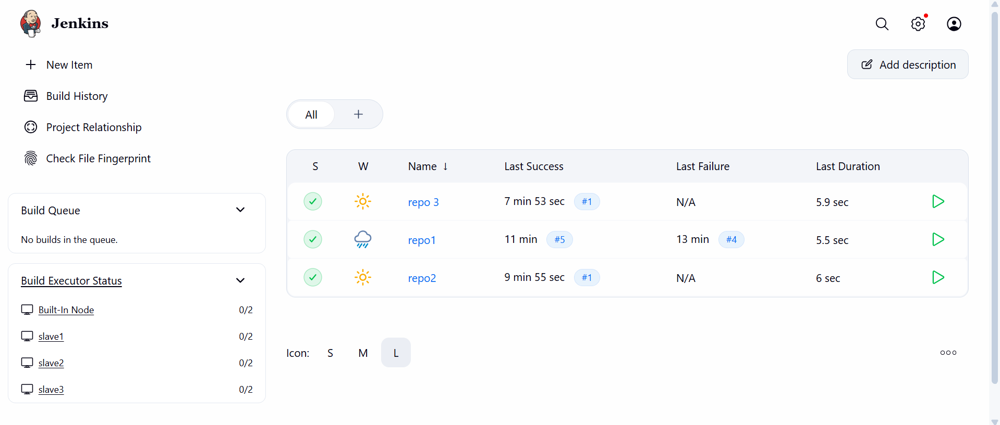 Jenkins
New Item
Build History
Project Relationship
Check File Fingerprint
Build Queue
No builds in the queue.
Build Executor Status
Built-In Node 0/2
slave1 0/2
slave2 0/2
slave3 0/2
Add description
All +
S W Name ↓ Last Success Last Failure Last Duration
repo 3 7 min 53 sec #1 N/A 5.9 sec
repo1 11 min #5 13 min #4 5.5 sec
repo2 9 min 55 sec #1 N/A 6 sec
Icon: S M L